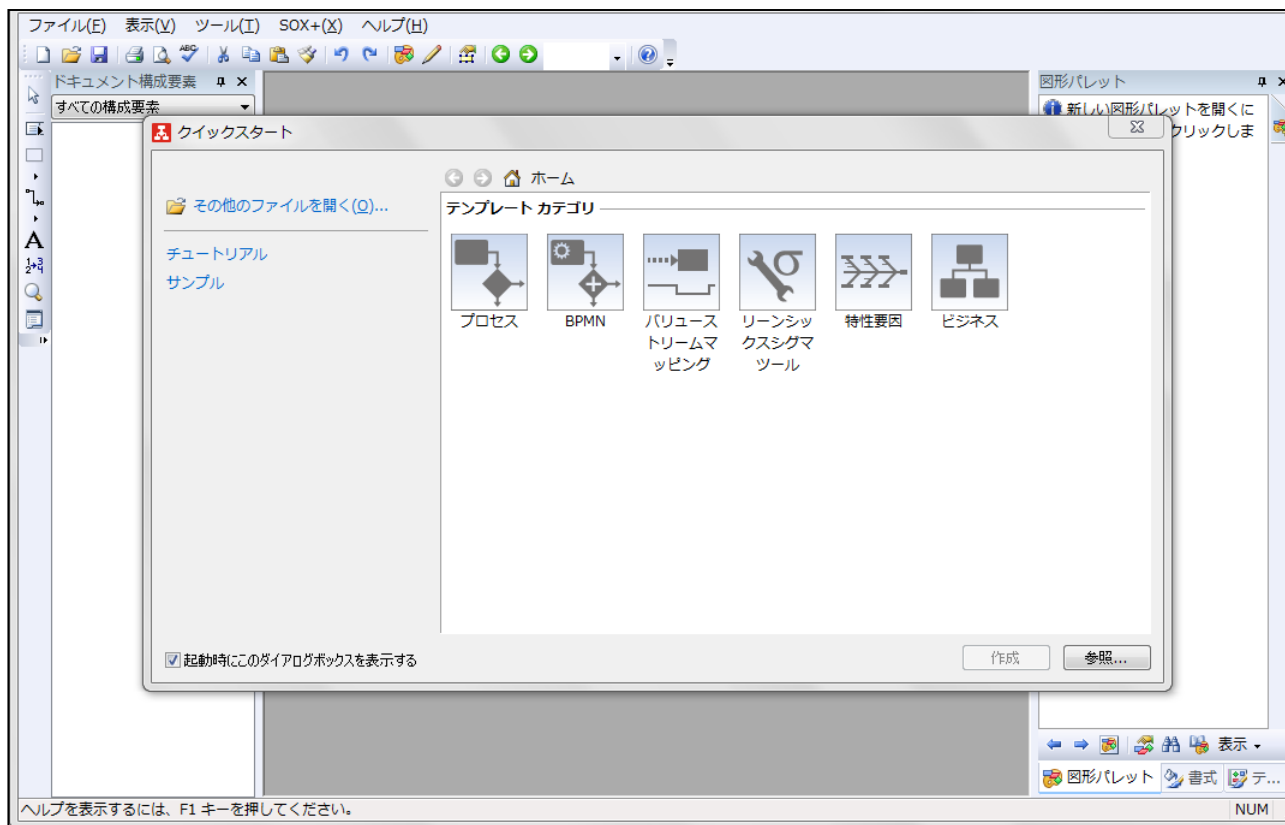 ファイル(F) 表示(V) ツール(T) SOX+(X) ヘルプ(H)
ABC
ドキュメント構成要素
すべての構成要素
図形パレット
新しい図形パレットを開くに
クリックしま
クイックスタート
その他のファイルを開く(O)...
チュートリアル
サンプル
ホーム
テンプレート カテゴリ
プロセス
BPMN
バリュース
トリームマ
ッピング
リーンシッ
クスシグマ
ツール
特性要因
ビジネス
起動時にこのダイアログボックスを表示する
作成
参照...
A
表示
図形パレット
書式
テ...
ヘルプを表示するには、F1 キーを押してください。
NUM